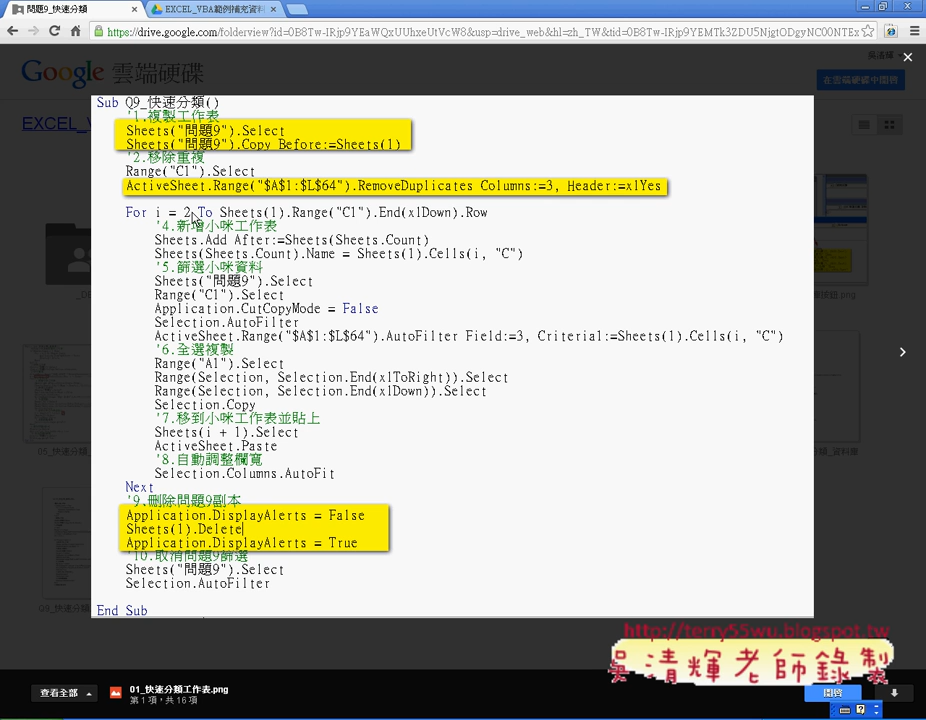 問題9_快速分類
EXCEL_VBA範例補充資料
https://drive.google.com/folderview?id=0B8Tw-IRjp9YEaWQxUUhxeUtVcW8&usp=drive_web&hl=zh_TW&tid=0B8Tw-IRjp9YEMTk3ZDU5NjgtODgyNC00NTEx
Google 雲端硬碟
在雲端硬碟中開啟
EXCEL_V
Sub Q9_快速分類()
'1.複製工作表
Sheets("問題9").Select
Sheets("問題9").Copy Before:=Sheets(1)
'2.移除重複
Range("C1").Select
ActiveSheet.Range("$A$1:$L$64").RemoveDuplicates Columns:=3, Header:=xlYes
For i = 2 To Sheets(1).Range("C1").End(xlDown).Row
'4.新增小咪工作表
Sheets.Add After:=Sheets(Sheets.Count)
Sheets(Sheets.Count).Name = Sheets(1).Cells(i, "C")
'5.篩選小咪資料
Sheets("問題9").Select
Range("C1").Select
Application.CutCopyMode = False
Selection.AutoFilter
ActiveSheet.Range("$A$1:$L$64").AutoFilter Field:=3, Criteria1:=Sheets(1).Cells(i, "C")
'6.全選複製
Range("A1").Select
Range(Selection, Selection.End(xlToRight)).Select
Range(Selection, Selection.End(xlDown)).Select
Selection.Copy
'7.移到小咪工作表並貼上
Sheets(i + 1).Select
ActiveSheet.Paste
'8.自動調整欄寬
Selection.Columns.AutoFit
Next
'9.刪除問題9副本
Application.DisplayAlerts = False
Sheets(1).Delete
Application.DisplayAlerts = True
'10.取消問題9篩選
Sheets("問題9").Select
Selection.AutoFilter
End Sub
http://terry55wu.blogspot.tw
吳清輝老師錄製
查看全部
01_快速分類工作表.png
第 1 項，共 16 項
開啓